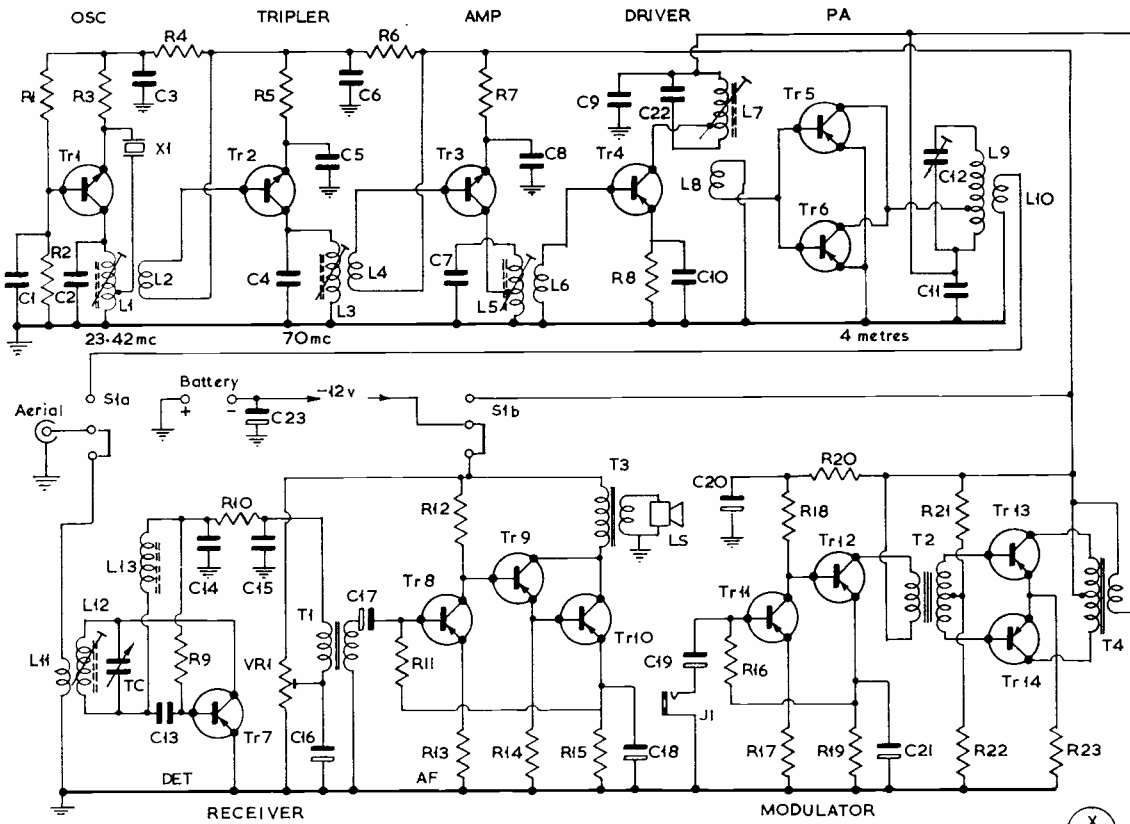 OSC TRIPLER AMP DRIVER PA
R4 R6
R1 R3 C3 R5 C6 R7 C9 C22 L7 Tr5
X1 C5 C8 L9
Tr1 Tr2 Tr3 Tr4 L8 C12 L10
Tr6
R2 C7 L4
C1 C2 L1 L2 C4 L3 L5 L6 R8 C10 C11
23·42mc 70mc 4 metres
S1a Battery -12v S1b
Aerial + - C23
T3
R10 R12 LS C20 R20
R18 R21 Tr13
L13 C14 C15 Tr9 Tr12 T2
C17 Tr8 Tr11
L12 T1
R9 C19 T4
L11 TC VR1 R11 Tr10 R16 Tr14
J1
C13 Tr7 C16 R13 R14 R15 C18 R17 R19 C21 R22 R23
DET AF
RECEIVER MODULATOR
X